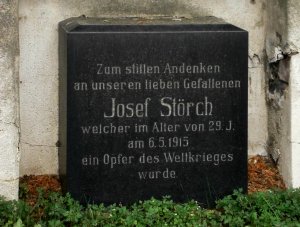 Zum stillen Andenken
an unseren lieben Gefallenen
Josef Störch
welcher im Alter von 29. J.
am 6.5.1915
ein Opfer des Weltkrieges
wurde.